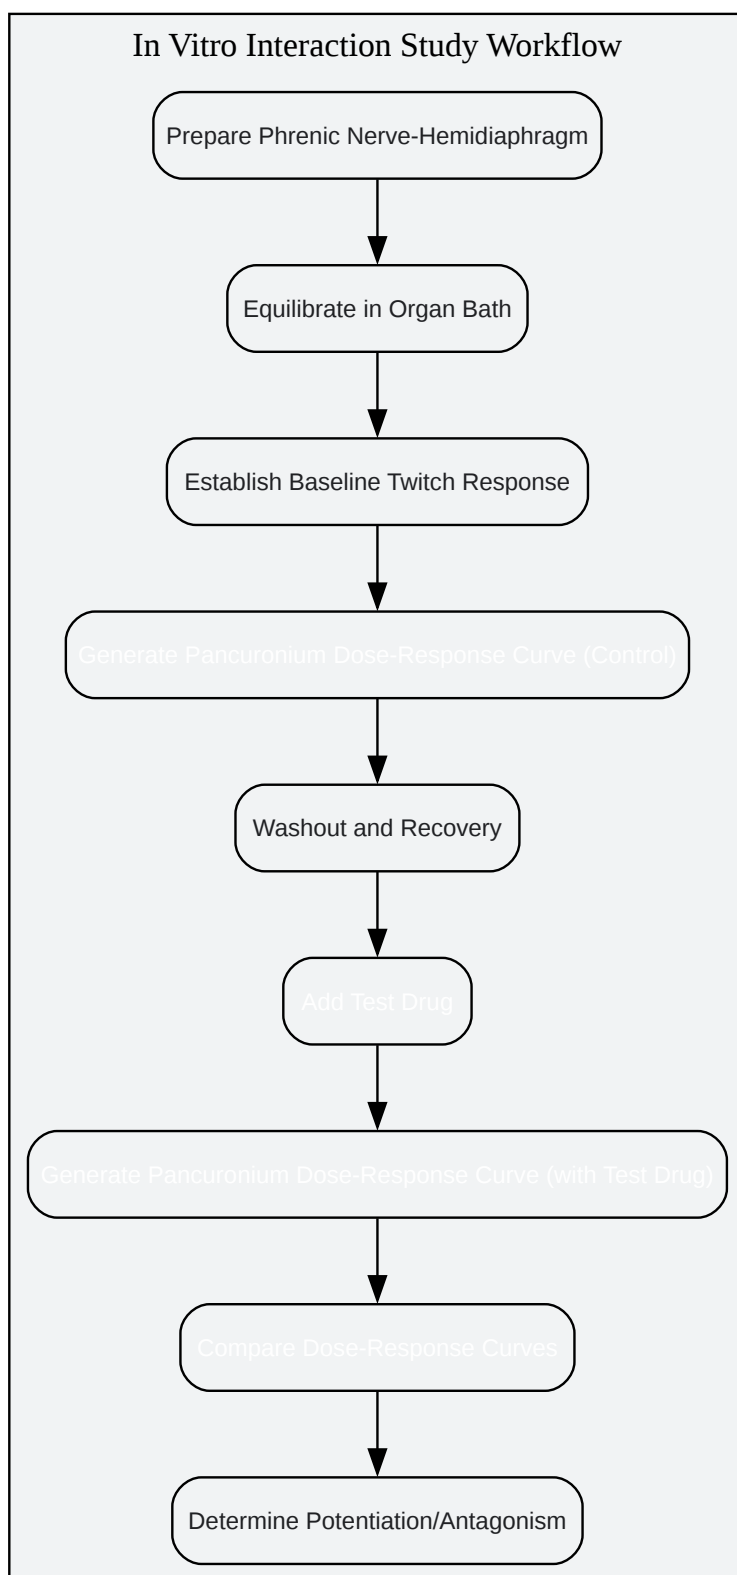 In Vitro Interaction Study Workflow
Prepare Phrenic Nerve-Hemidiaphragm
Equilibrate in Organ Bath
Establish Baseline Twitch Response
Generate Pancuronium Dose-Response Curve (Control)
Washout and Recovery
Add Test Drug
Generate Pancuronium Dose-Response Curve (with Test Drug)
Compare Dose-Response Curves
Determine Potentiation/Antagonism